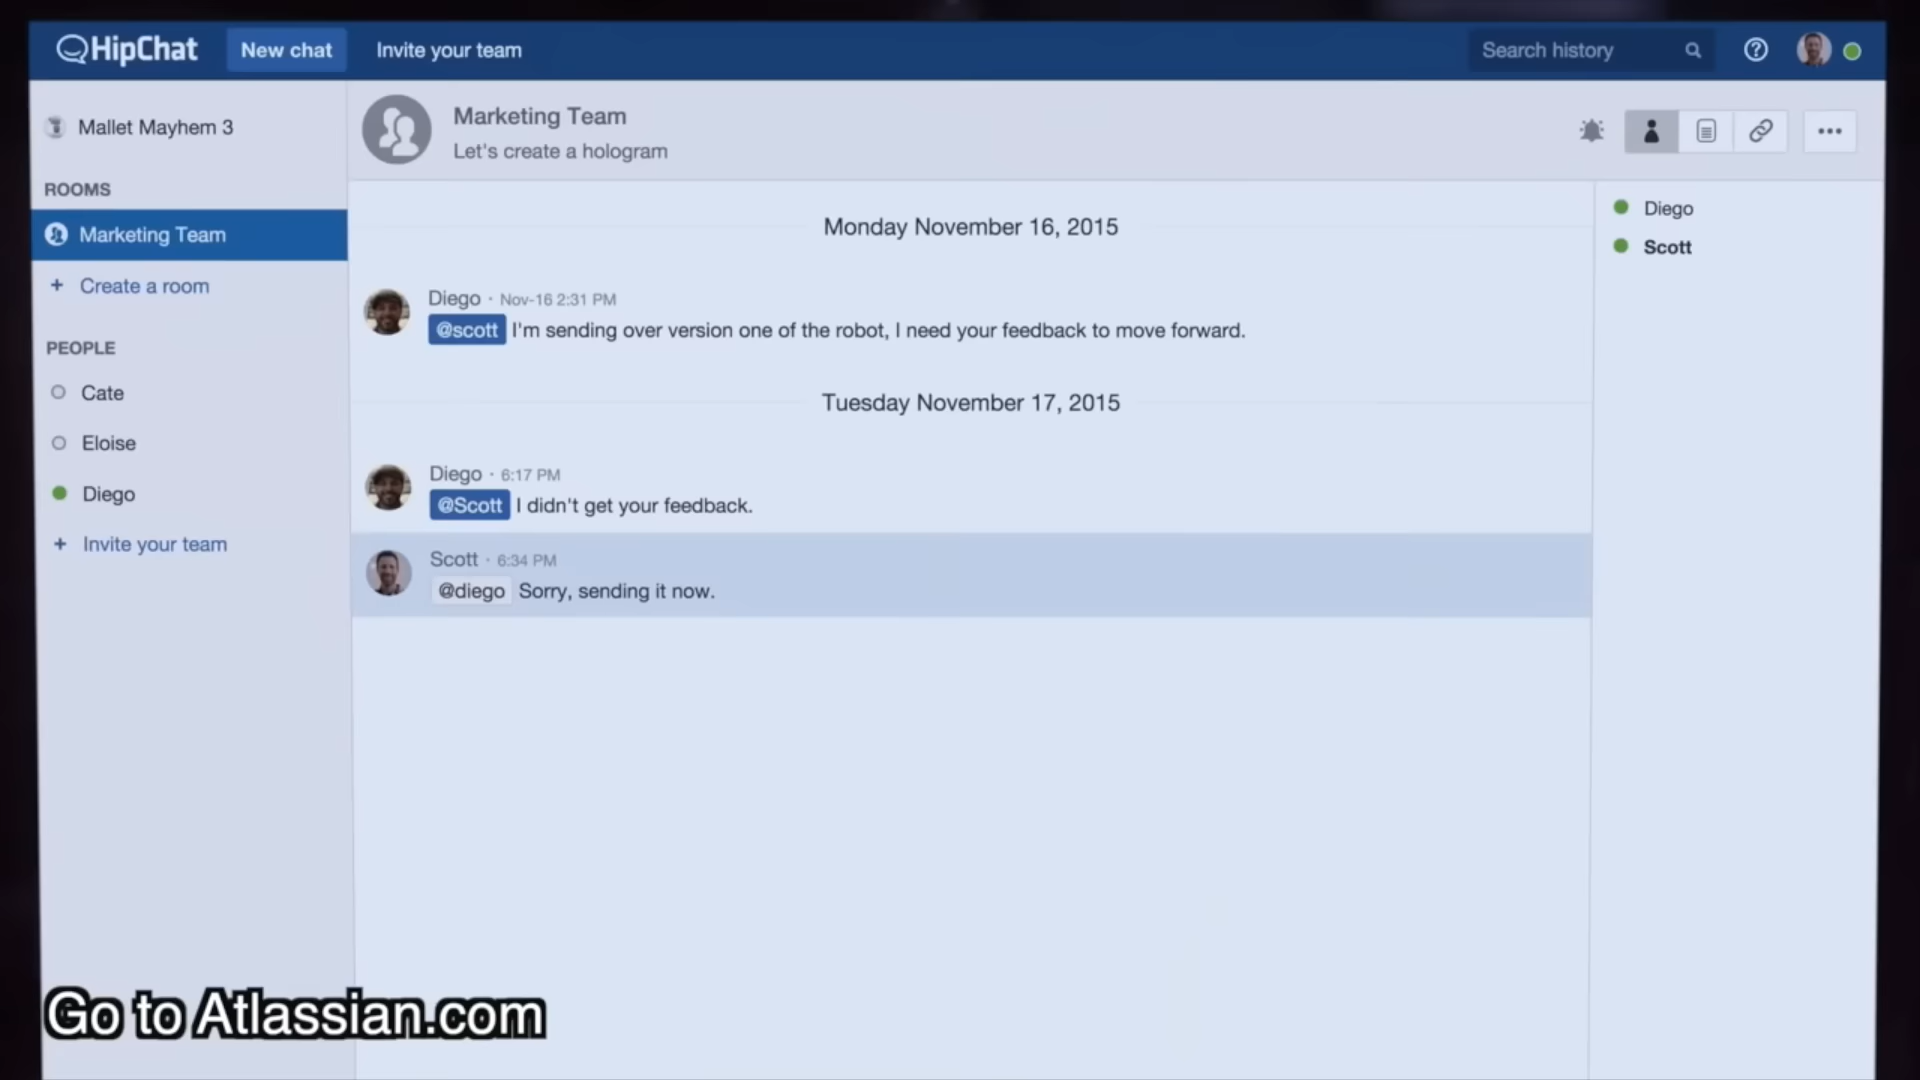 HipChat
New chat
Invite your team
Search history
Mallet Mayhem 3
ROOMS
Marketing Team
+ Create a room
PEOPLE
Cate
Eloise
Diego
+ Invite your team
Marketing Team
Let's create a hologram
Monday November 16, 2015
Diego · Nov-16 2:31 PM
@scott I'm sending over version one of the robot, I need your feedback to move forward.
Tuesday November 17, 2015
Diego · 6:17 PM
@Scott I didn't get your feedback.
Scott · 6:34 PM
@diego Sorry, sending it now.
Diego
Scott
Go to Atlassian.com